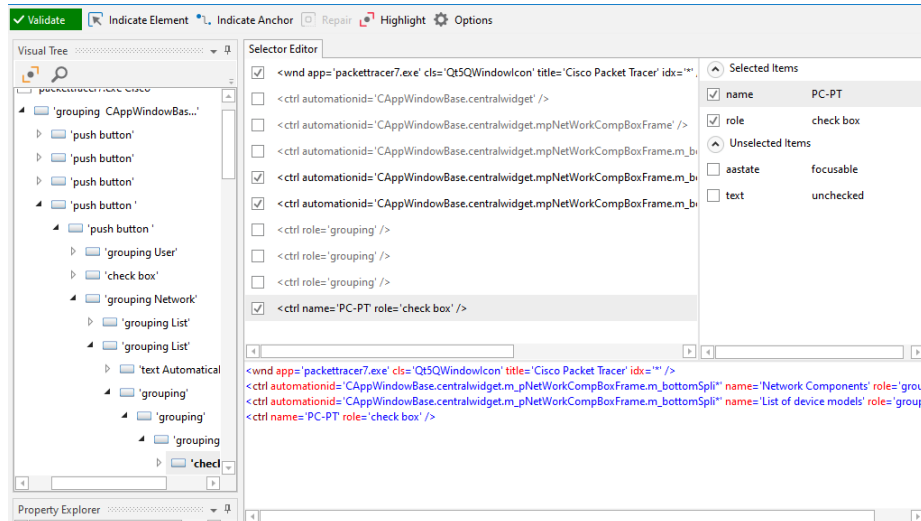 Validate Indicate Element Indicate Anchor Repair Highlight Options
Visual Tree
Selector Editor
'grouping CAppWindowBas...'
'push button'
'push button'
'push button'
'push button '
'push button '
'grouping User'
'check box'
'grouping Network'
'grouping List'
'grouping List'
'text Automatical
'grouping'
'grouping'
'grouping
'checl
Property Explorer
<wnd app='packettracer7.exe' cls='Qt5QWindowIcon' title='Cisco Packet Tracer' idx='*' .
<ctrl automationid='CAppWindowBase.centralwidget' />
<ctrl automationid='CAppWindowBase.centralwidget.mpNetWorkCompBoxFrame' />
<ctrl automationid='CAppWindowBase.centralwidget.mpNetWorkCompBoxFrame.m_bo
<ctrl automationid='CAppWindowBase.centralwidget.mpNetWorkCompBoxFrame.m_bo
<ctrl automationid='CAppWindowBase.centralwidget.mpNetWorkCompBoxFrame.m_bo
<ctrl role='grouping' />
<ctrl role='grouping' />
<ctrl role='grouping' />
<ctrl name='PC-PT' role='check box' />
Selected Items
name PC-PT
role check box
Unselected Items
aastate focusable
text unchecked
<wnd app='packettracer7.exe' cls='Qt5QWindowIcon' title='Cisco Packet Tracer' idx='*' />
<ctrl automationid='CAppWindowBase.centralwidget.m_pNetWorkCompBoxFrame.m_bottomSpli*' name='Network Components' role='grou
<ctrl automationid='CAppWindowBase.centralwidget.m_pNetWorkCompBoxFrame.m_bottomSpli*' name='List of device models' role='group
<ctrl name='PC-PT' role='check box' />